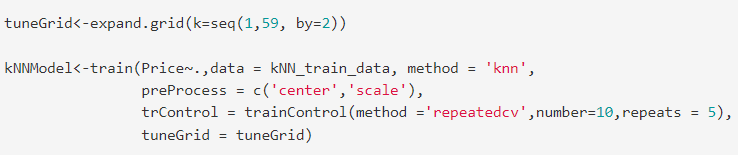 tuneGrid<-expand.grid(k=seq(1,59, by=2))
kNNModel<-train(Price~.,data = kNN_train_data, method = 'knn',
preProcess = c('center','scale'),
trControl = trainControl(method ='repeatedcv',number=10,repeats = 5),
tuneGrid = tuneGrid)